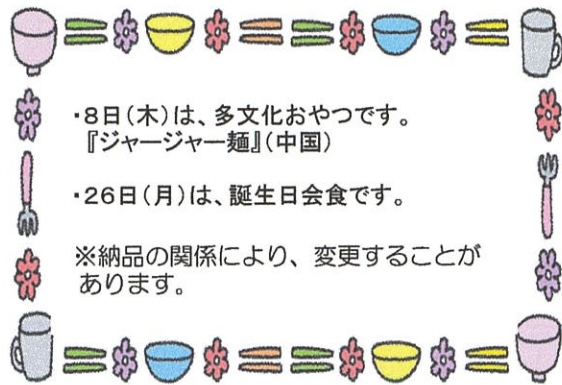 ・8日(木)は、多文化おやつです。
『ジャージャー麺』(中国)
・26日(月)は、誕生日会食です。
※納品の関係により、変更することが
あります。